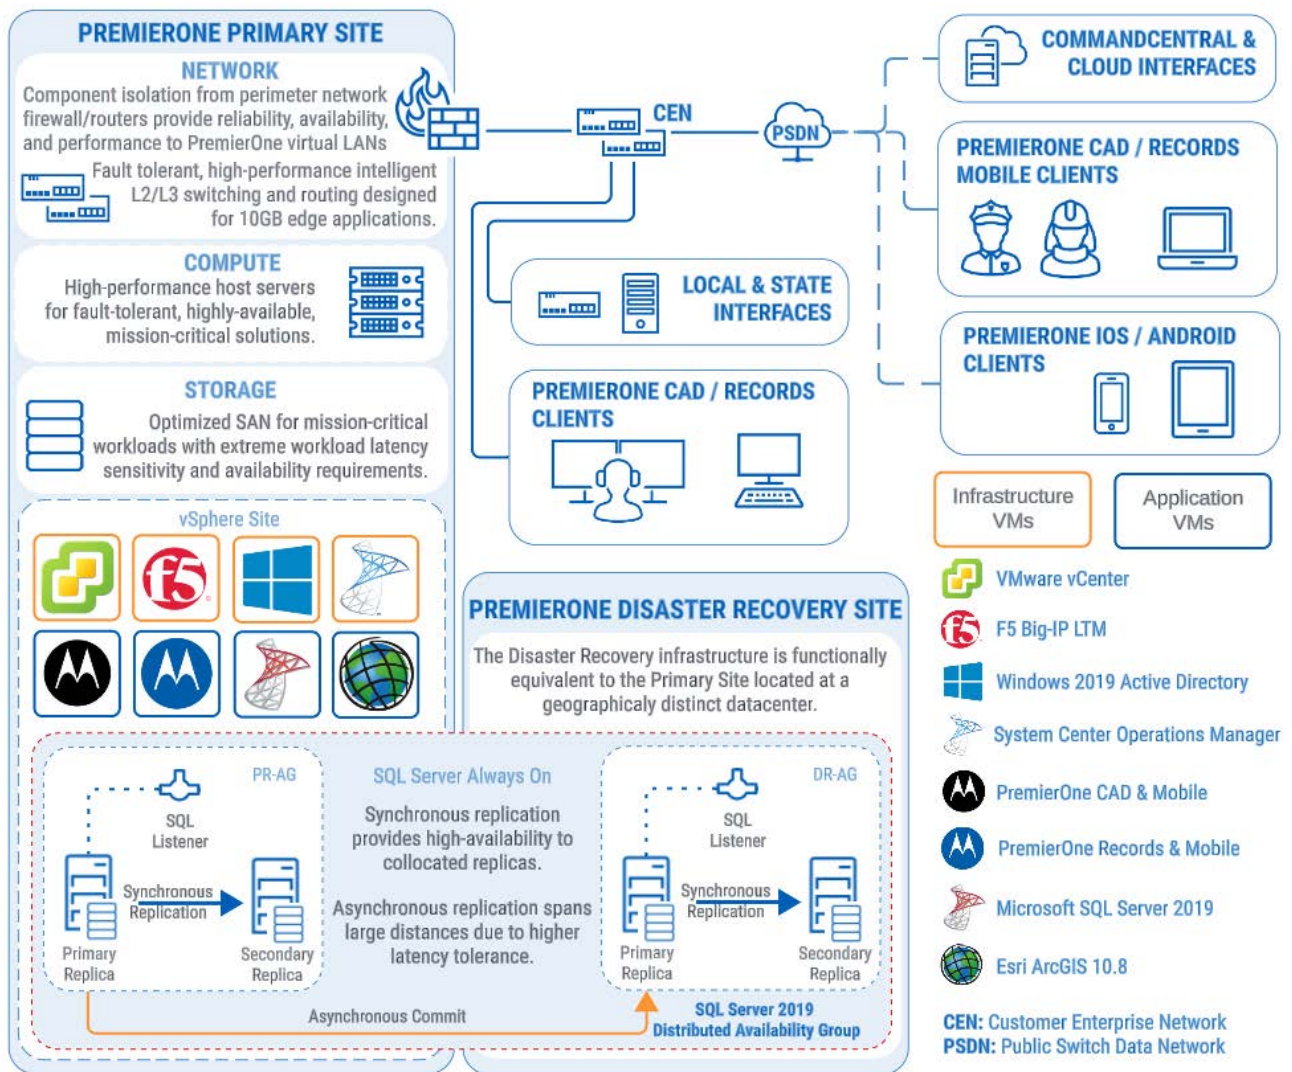 PREMIERONE PRIMARY SITE
NETWORK
Component isolation from perimeter network
firewall/routers provide reliability, availability,
and performance to PremierOne virtual LANs
Fault tolerant, high-performance intelligent
L2/L3 switching and routing designed
for 10GB edge applications.
COMPUTE
High-performance host servers
for fault-tolerant, highly-available,
mission-critical solutions.
STORAGE
Optimized SAN for mission-critical
workloads with extreme workload latency
sensitivity and availability requirements.
vSphere Site
f5
CEN
PSDN
COMMANDCENTRAL &
CLOUD INTERFACES
PREMIERONE CAD / RECORDS
MOBILE CLIENTS
LOCAL & STATE
INTERFACES
PREMIERONE IOS / ANDROID
CLIENTS
PREMIERONE CAD / RECORDS
CLIENTS
Infrastructure
VMs
Application
VMs
VMware vCenter
f5
F5 Big-IP LTM
Windows 2019 Active Directory
System Center Operations Manager
PremierOne CAD & Mobile
PremierOne Records & Mobile
Microsoft SQL Server 2019
Esri ArcGIS 10.8
CEN: Customer Enterprise Network
PSDN: Public Switch Data Network
PREMIERONE DISASTER RECOVERY SITE
The Disaster Recovery infrastructure is functionally
equivalent to the Primary Site located at a
geographicaly distinct datacenter.
PR-AG
SQL
Listener
Synchronous
Replication
Primary
Replica
Secondary
Replica
SQL Server Always On
Synchronous replication
provides high-availability to
collocated replicas.
Asynchronous replication spans
large distances due to higher
latency tolerance.
DR-AG
SQL
Listener
Synchronous
Replication
Primary
Replica
Secondary
Replica
Asynchronous Commit
SQL Server 2019
Distributed Availability Group